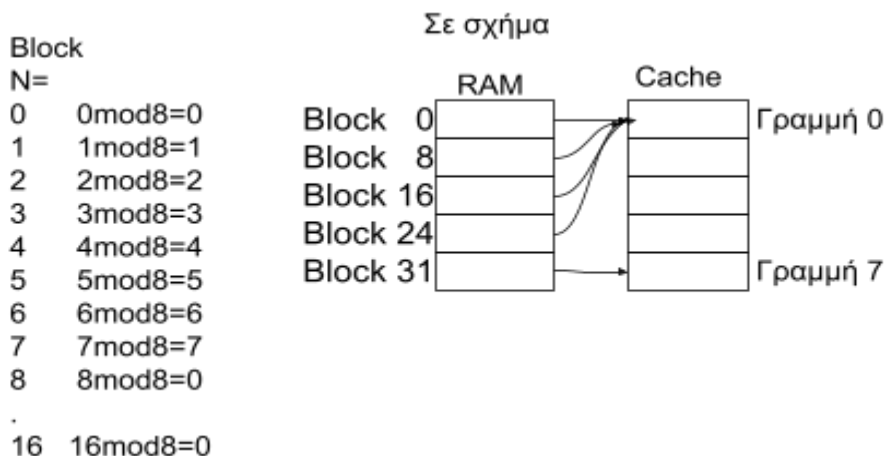 Σε σχήμα
Block
N=
0 0mod8=0
1 1mod8=1
2 2mod8=2
3 3mod8=3
4 4mod8=4
5 5mod8=5
6 6mod8=6
7 7mod8=7
8 8mod8=0
.
16 16mod8=0
RAM Cache
Block 0 Γραμμή 0
Block 8
Block 16
Block 24
Block 31 Γραμμή 7